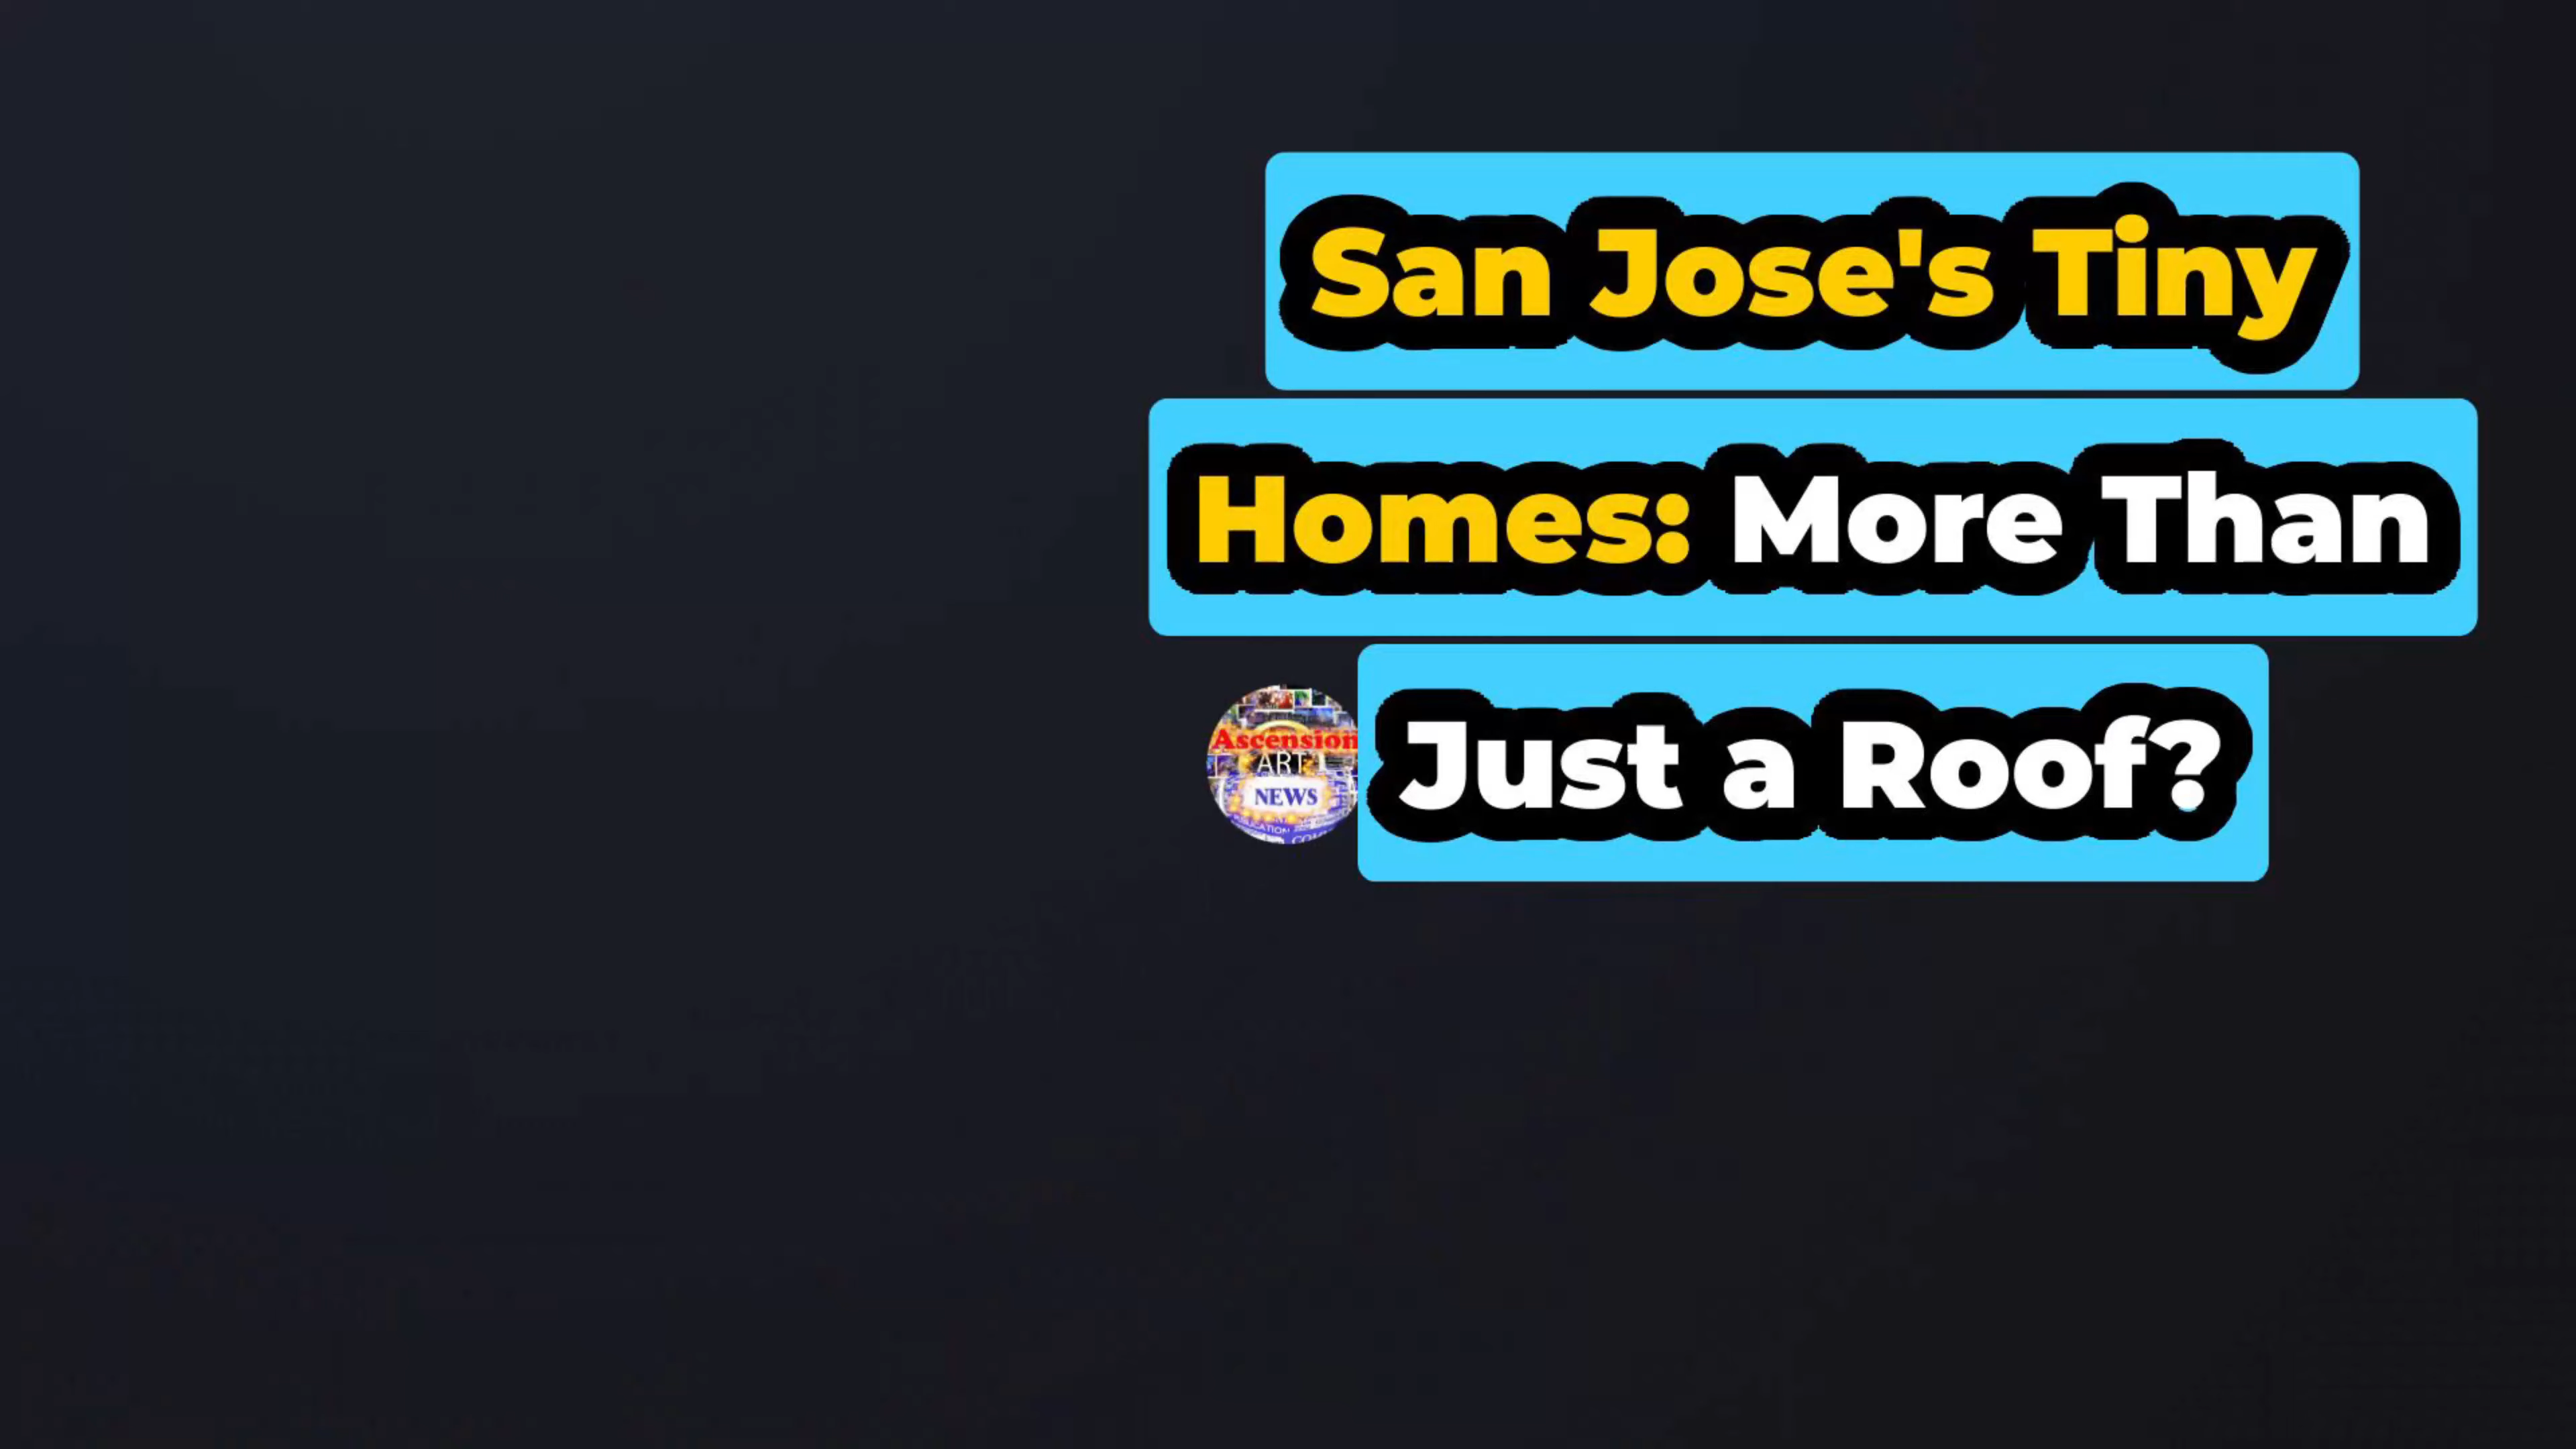 San Jose's Tiny
Homes: More Than
Just a Roof?
Ascension
ART
NEWS